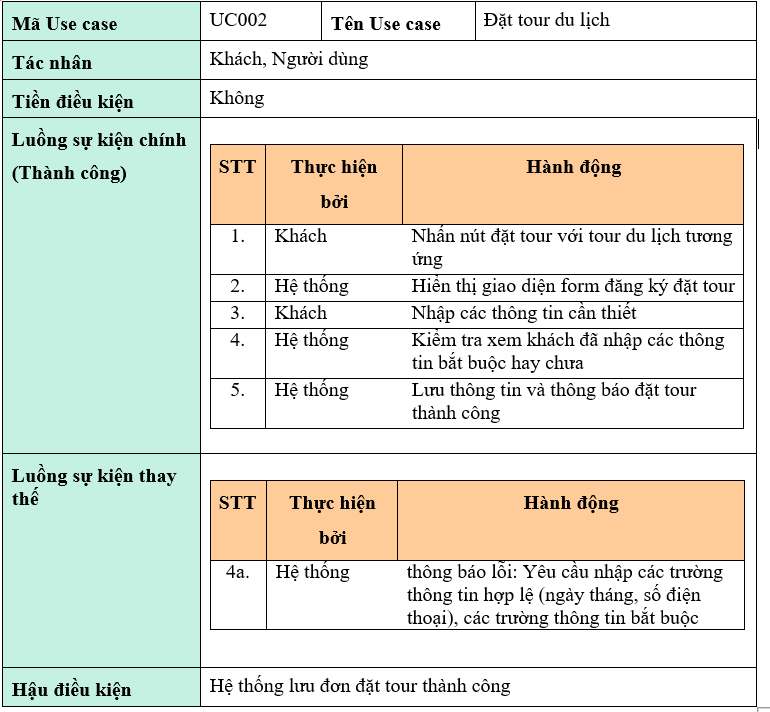 Mã Use case UC002 Tên Use case Đặt tour du lịch
Tác nhân Khách, Người dùng
Tiền điều kiện Không
Luồng sự kiện chính
(Thành công)
STT Thực hiện bởi Hành động
1. Khách Nhấn nút đặt tour với tour du lịch tương
ứng
2. Hệ thống Hiển thị giao diện form đăng ký đặt tour
3. Khách Nhập các thông tin cần thiết
4. Hệ thống Kiểm tra xem khách đã nhập các thông
tin bắt buộc hay chưa
5. Hệ thống Lưu thông tin và thông báo đặt tour
thành công
Luồng sự kiện thay
thế
STT Thực hiện bởi Hành động
4a. Hệ thống thông báo lỗi: Yêu cầu nhập các trường
thông tin hợp lệ (ngày tháng, số điện
thoại), các trường thông tin bắt buộc
Hậu điều kiện Hệ thống lưu đơn đặt tour thành công